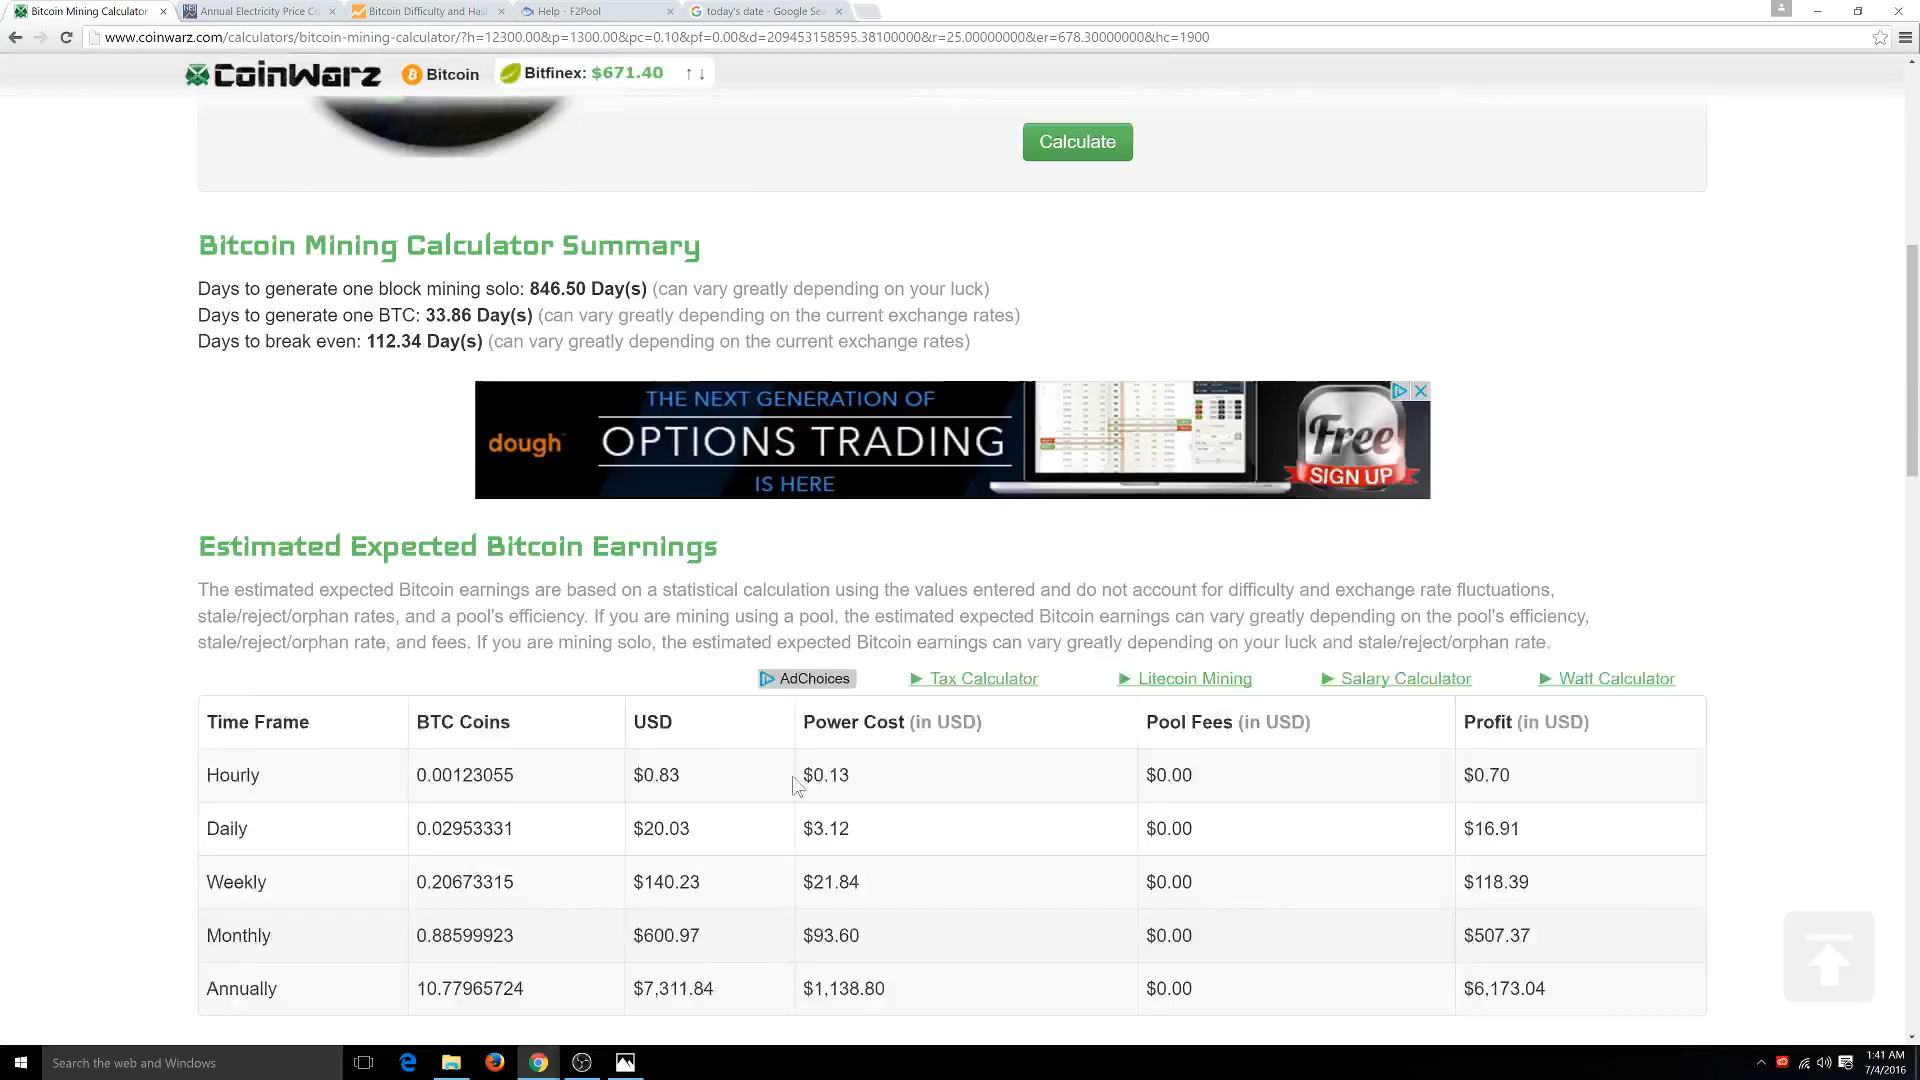 Bitcoin Mining Calculator
Annual Electricity Price Co
Bitcoin Difficulty and Hash
Help - F2Pool
today's date - Google Sea
www.coinwarz.com/calculators/bitcoin-mining-calculator/?h=12300.00&p=1300.00&pc=0.10&pf=0.00&d=209453158595.38100000&r=25.00000000&er=678.30000000&hc=1900
CoinWarz Bitcoin Bitfinex: $671.40 ↑ ↓
Calculate
Bitcoin Mining Calculator Summary
Days to generate one block mining solo: 846.50 Day(s) (can vary greatly depending on your luck)
Days to generate one BTC: 33.86 Day(s) (can vary greatly depending on the current exchange rates)
Days to break even: 112.34 Day(s) (can vary greatly depending on the current exchange rates)
THE NEXT GENERATION OF
dough OPTIONS TRADING
IS HERE
Free
SIGN UP
Estimated Expected Bitcoin Earnings
The estimated expected Bitcoin earnings are based on a statistical calculation using the values entered and do not account for difficulty and exchange rate fluctuations,
stale/reject/orphan rates, and a pool's efficiency. If you are mining using a pool, the estimated expected Bitcoin earnings can vary greatly depending on the pool's efficiency,
stale/reject/orphan rate, and fees. If you are mining solo, the estimated expected Bitcoin earnings can vary greatly depending on your luck and stale/reject/orphan rate.
AdChoices ► Tax Calculator ► Litecoin Mining ► Salary Calculator ► Watt Calculator
Time Frame BTC Coins USD Power Cost (in USD) Pool Fees (in USD) Profit (in USD)
Hourly 0.00123055 $0.83 $0.13 $0.00 $0.70
Daily 0.02953331 $20.03 $3.12 $0.00 $16.91
Weekly 0.20673315 $140.23 $21.84 $0.00 $118.39
Monthly 0.88599923 $600.97 $93.60 $0.00 $507.37
Annually 10.77965724 $7,311.84 $1,138.80 $0.00 $6,173.04
Search the web and Windows
1:41 AM
7/4/2016